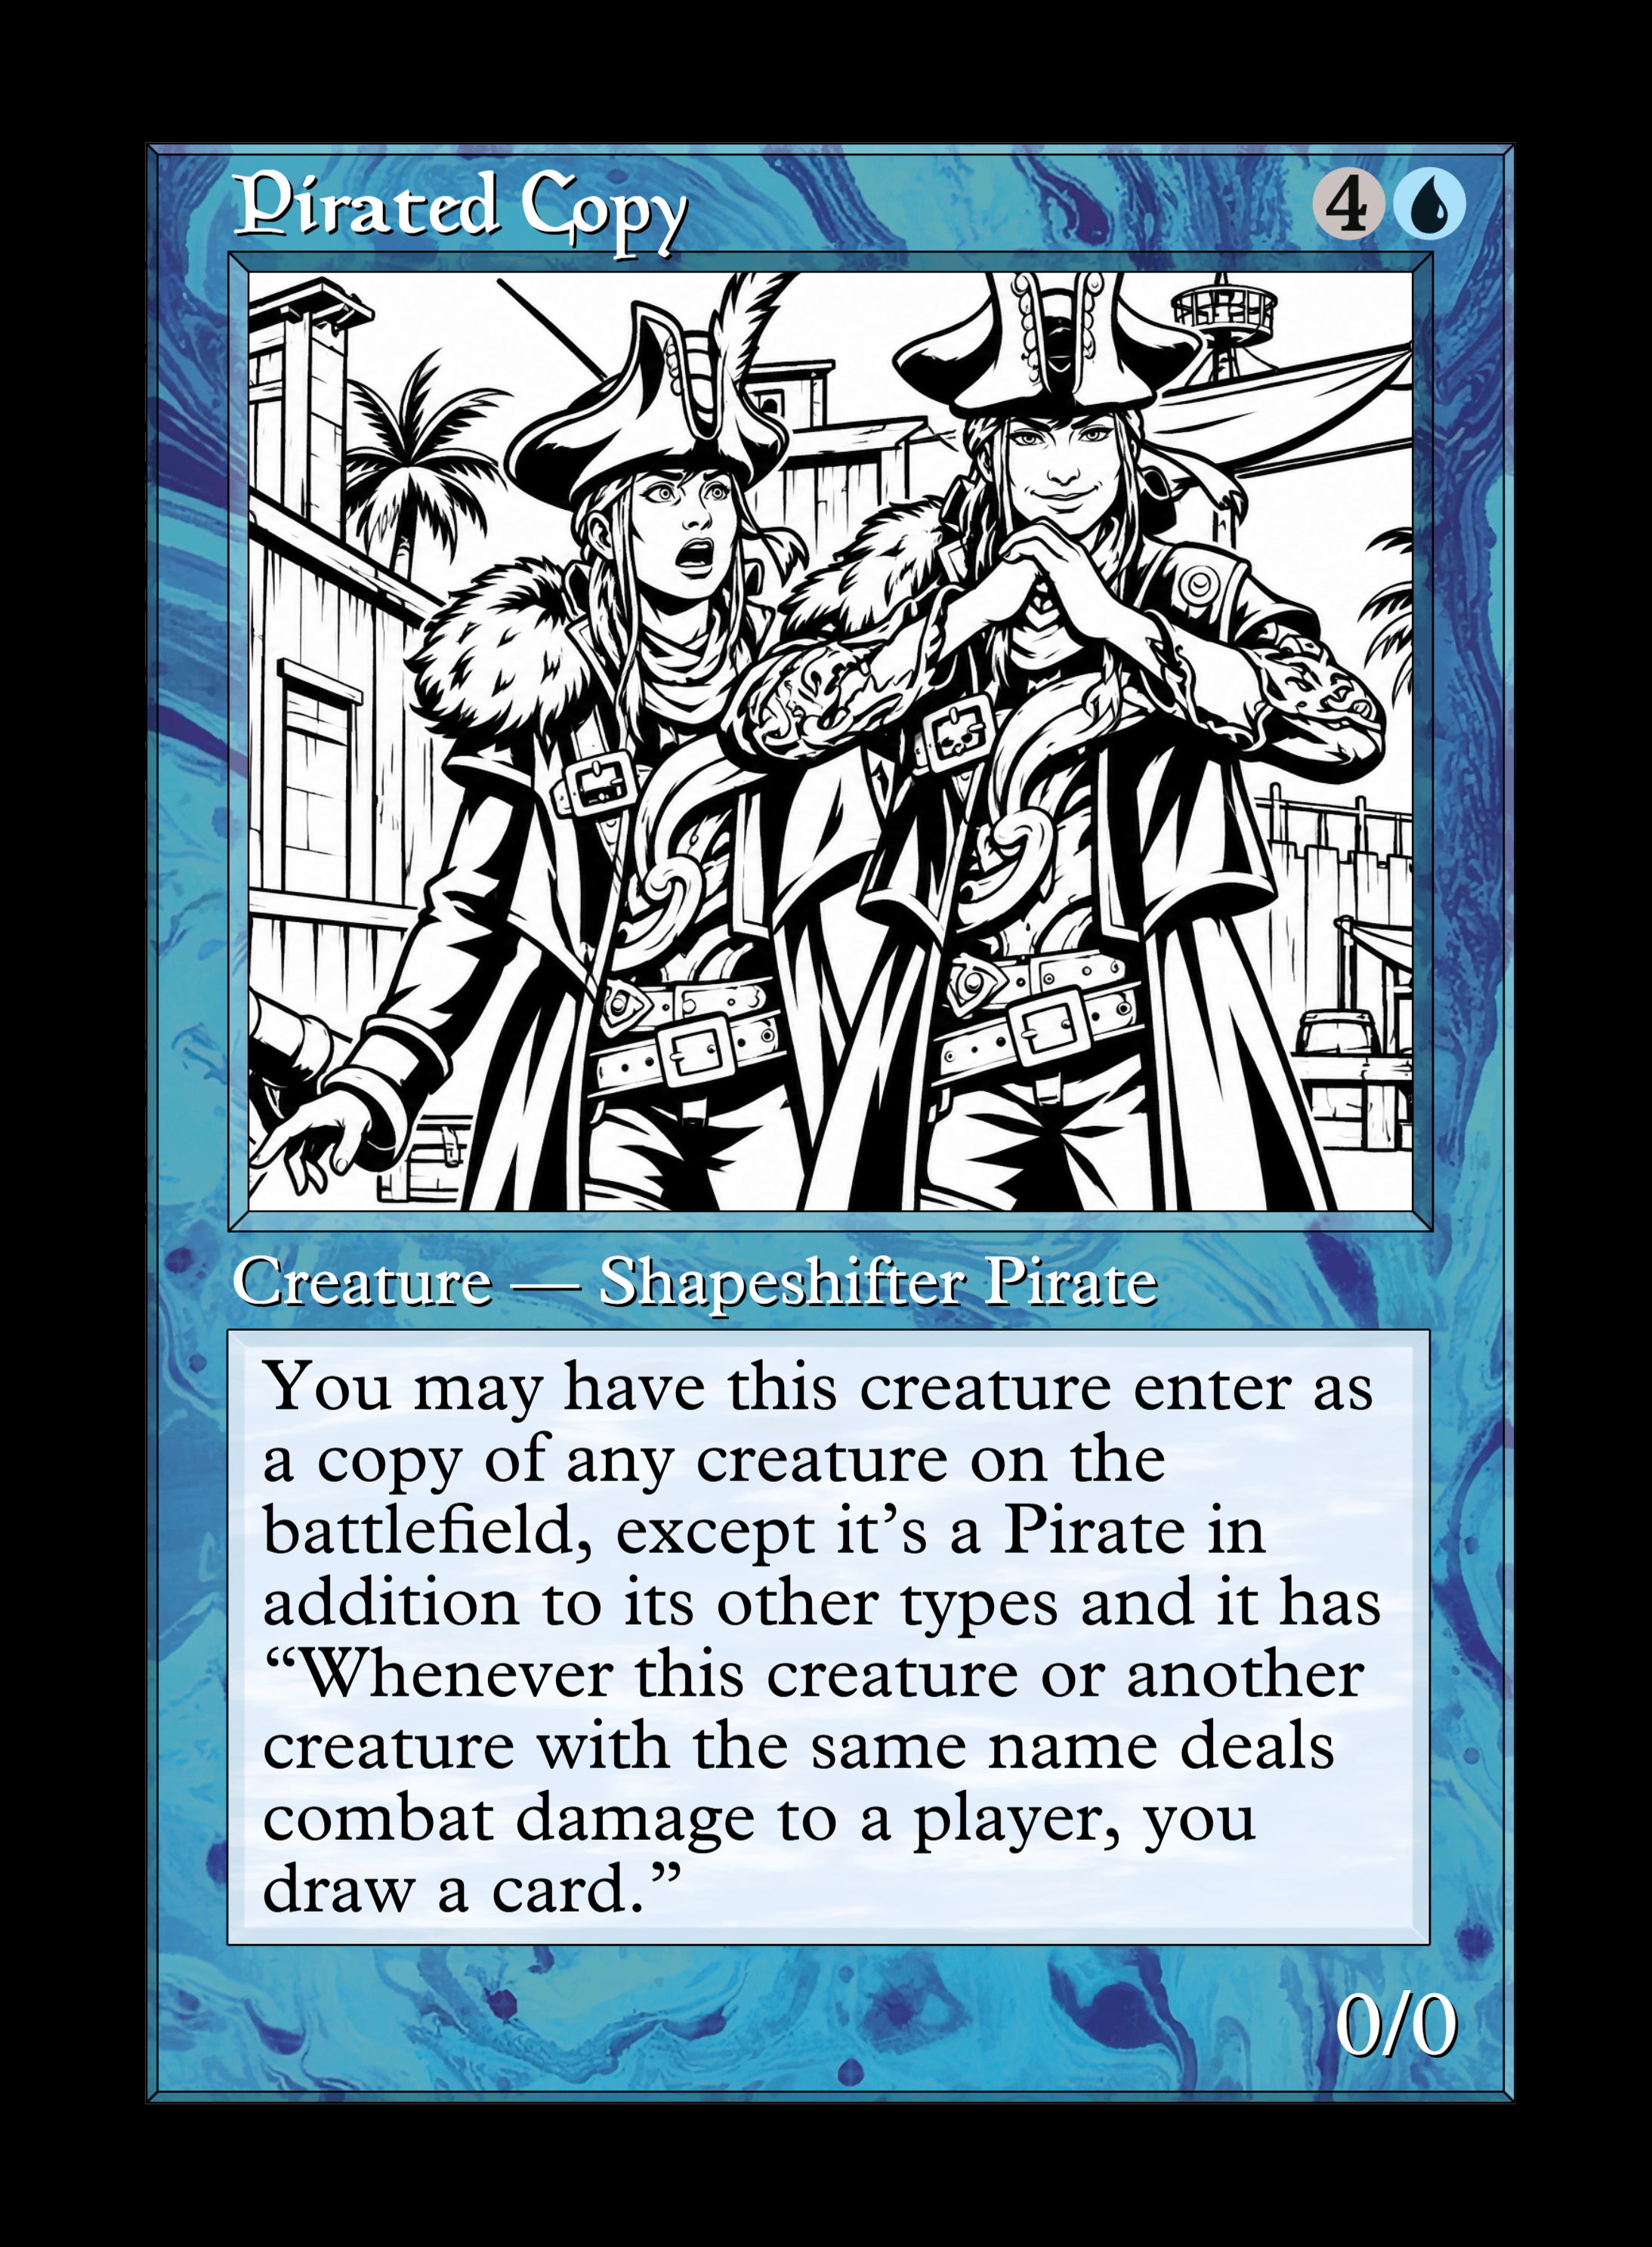 Pirated Copy 4
Creature — Shapeshifter Pirate
You may have this creature enter as
a copy of any creature on the
battlefield, except it’s a Pirate in
addition to its other types and it has
“Whenever this creature or another
creature with the same name deals
combat damage to a player, you
draw a card.”
0/0